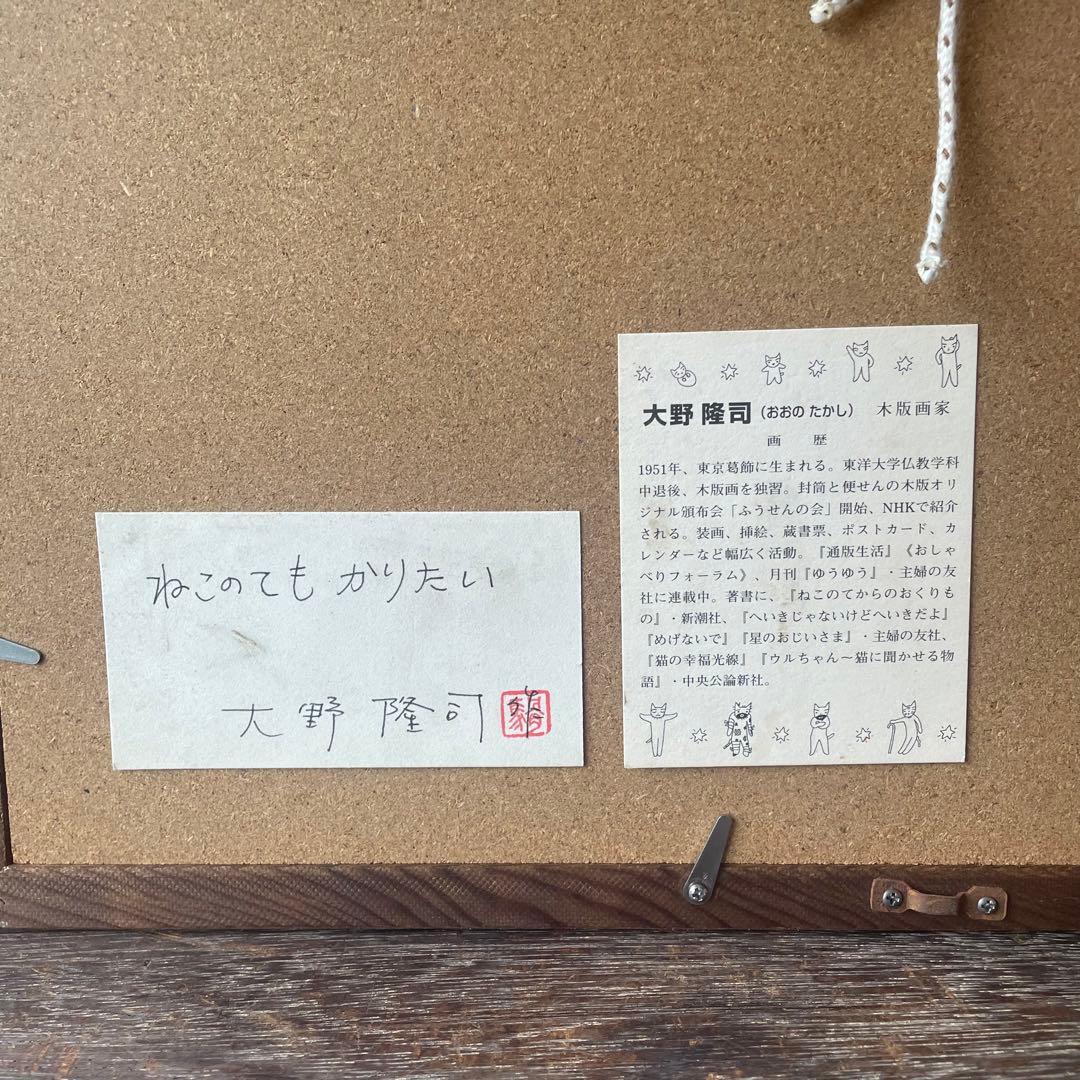 ねこのても かりたい
大野 隆司
大野 隆司（おおの たかし） 木版画家
画 歴
1951年、東京葛飾に生まれる。東洋大学仏教学科
中退後、木版画を独習。封筒と便せんの木版オリ
ジナル頒布会「ふうせんの会」開始、NHKで紹介
される。装画、挿絵、蔵書票、ポストカード、カ
レンダーなど幅広く活動。『通版生活』《おしゃ
べりフォーラム》、月刊『ゆうゆう』・主婦の友
社に連載中。著書に、『ねこのてからのおくりも
の』・新潮社、『へいきじゃないけどへいきだよ』
『めげないで』『星のおじいさま』・主婦の友社、
『猫の幸福光線』『ウルちゃん〜猫に聞かせる物
語』・中央公論新社。